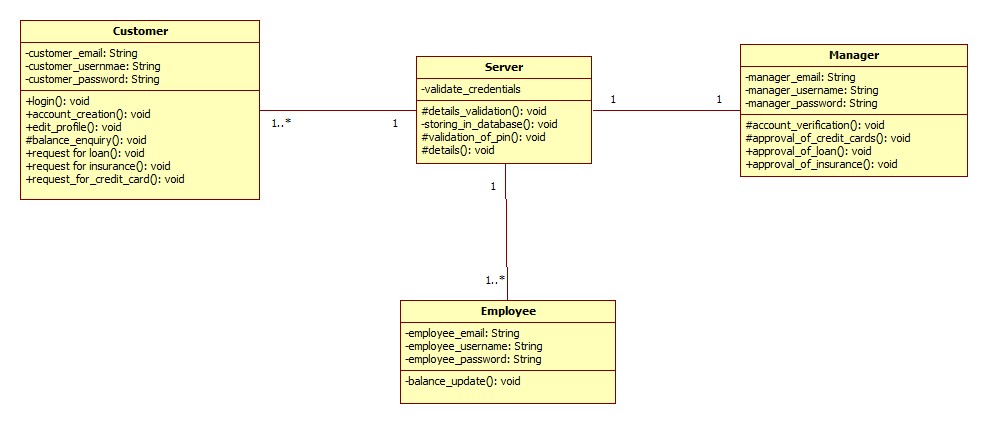 Customer
-customer_email: String
-customer_usernmae: String
-customer_password: String
+login(): void
+account_creation(): void
+edit_profile(): void
#balance_enquiry(): void
+request for loan(): void
+request for insurance(): void
+request_for_credit_card(): void
1..*
1
Server
-validate_credentials
#details_validation(): void
-storing_in_database(): void
#validation_of_pin(): void
#details(): void
1
1
Manager
-manager_email: String
-manager_username: String
-manager_password: String
#account_verification(): void
#approval_of_credit_cards(): void
+approval_of_loan(): void
+approval_of_insurance(): void
1
1..*
Employee
-employee_email: String
-employee_username: String
-employee_password: String
-balance_update(): void